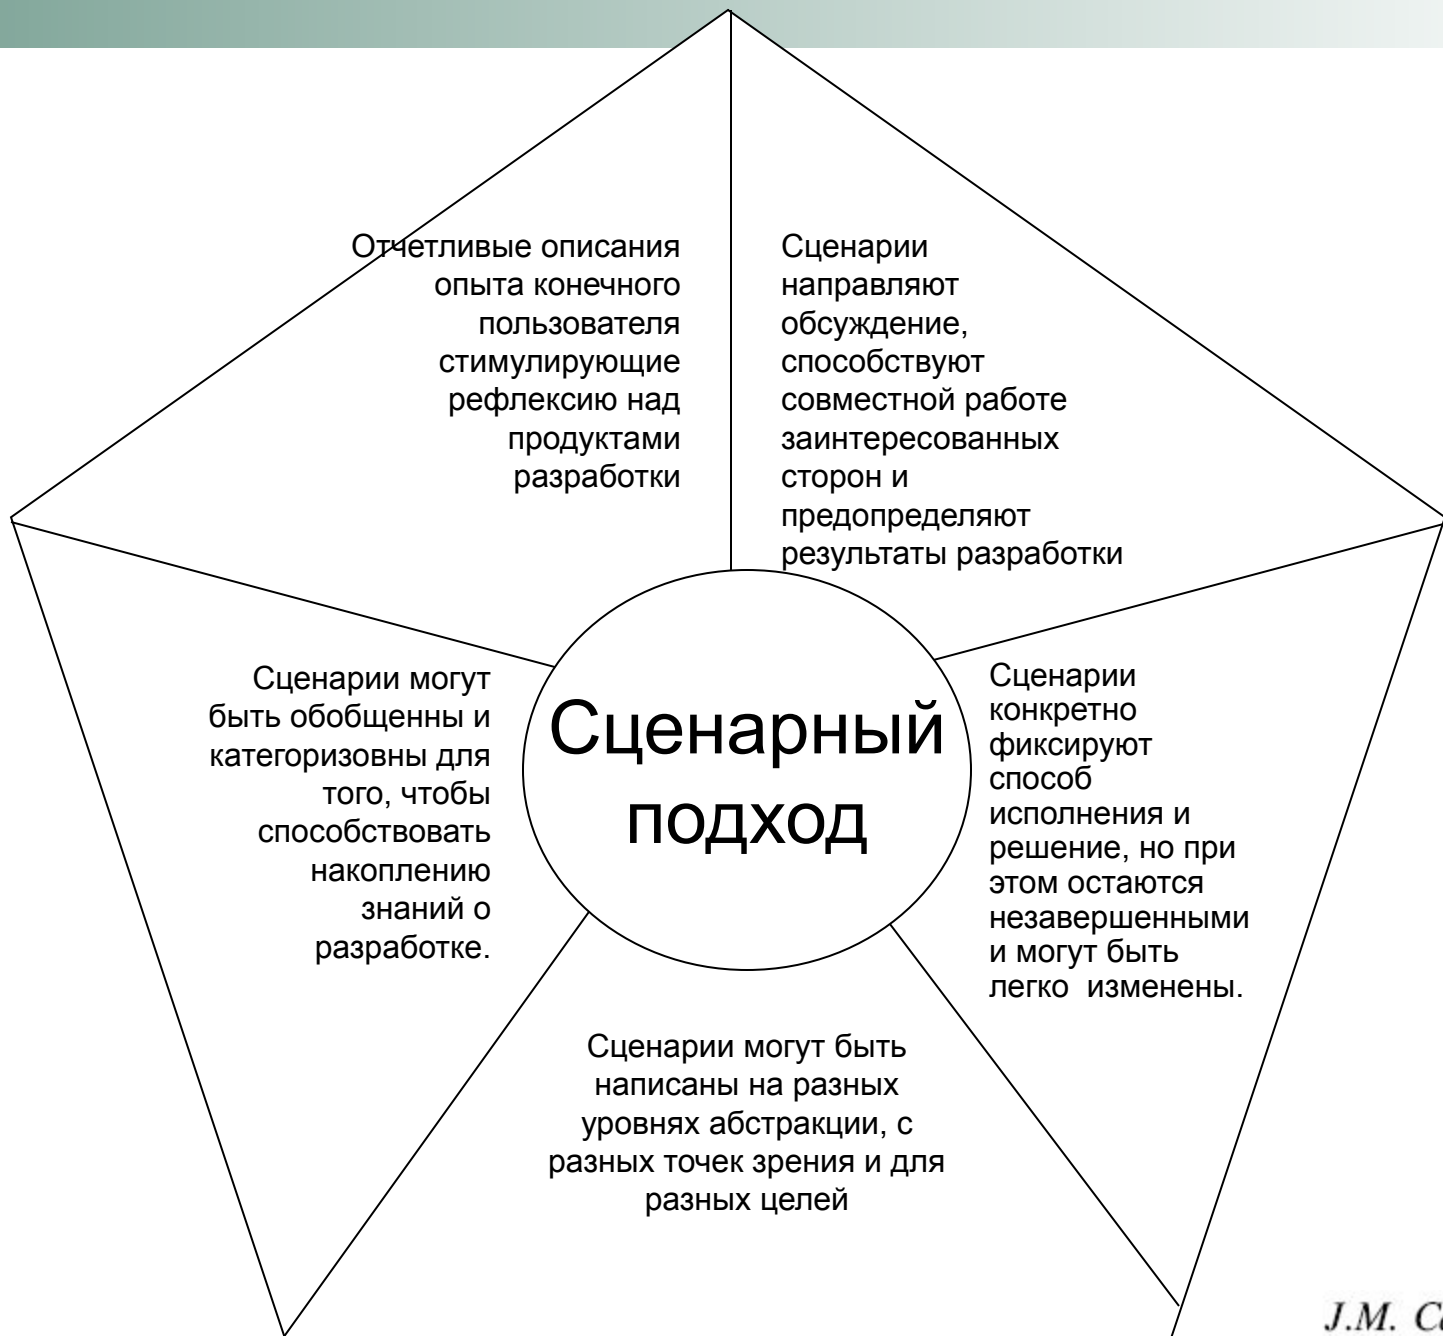 Отчетливые описания
опыта конечного
пользователя
стимулирующие
рефлексию над
продуктами
разработки
Сценарии
направляют
обсуждение,
способствуют
совместной работе
заинтересованных
сторон и
предопределяют
результаты разработки
Сценарии могут
быть обобщенны и
категоризовны для
того, чтобы
способствовать
накоплению
знаний о
разработке.
Сценарный
подход
Сценарии
конкретно
фиксируют
способ
исполнения и
решение, но при
этом остаются
незавершенными
и могут быть
легко изменены.
Сценарии могут быть
написаны на разных
уровнях абстракции, с
разных точек зрения и для
разных целей
J.M.